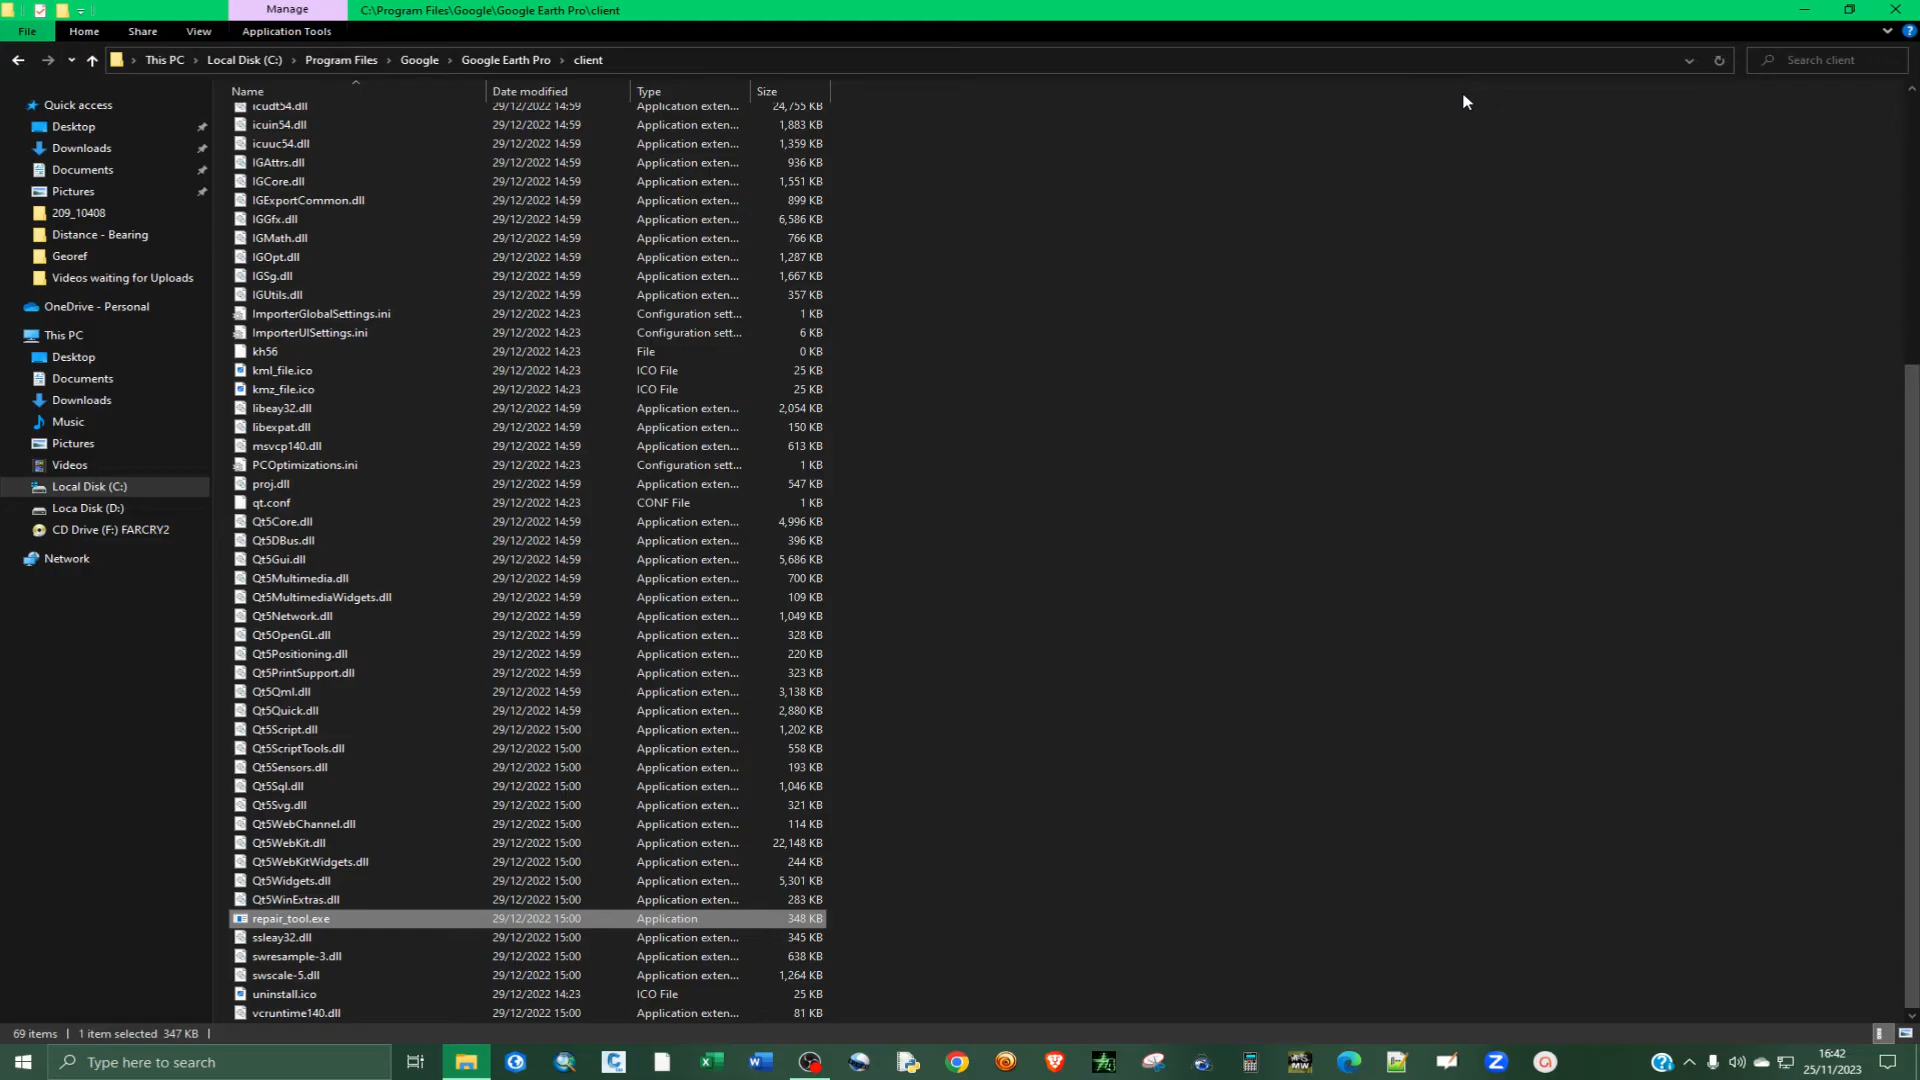 Manage
C:\Program Files\Google\Google Earth Pro\client
File
Home
Share
View
Application Tools
This PC
Local Disk (C:)
Program Files
Google
Google Earth Pro
client
Search client
Name
Date modified
Type
Size
Quick access
Desktop
Downloads
Documents
Pictures
209_10408
Distance - Bearing
Georef
Videos waiting for Uploads
OneDrive - Personal
This PC
Desktop
Documents
Downloads
Music
Pictures
Videos
Local Disk (C:)
Loca Disk (D:)
CD Drive (F:) FARCRY2
Network
icudt54.dll 29/12/2022 14:59 Application exten... 24,755 KB
icuin54.dll 29/12/2022 14:59 Application exten... 1,883 KB
icuuc54.dll 29/12/2022 14:59 Application exten... 1,359 KB
IGAttrs.dll 29/12/2022 14:59 Application exten... 936 KB
IGCore.dll 29/12/2022 14:59 Application exten... 1,551 KB
IGExportCommon.dll 29/12/2022 14:59 Application exten... 899 KB
IGGfx.dll 29/12/2022 14:59 Application exten... 6,586 KB
IGMath.dll 29/12/2022 14:59 Application exten... 766 KB
IGOpt.dll 29/12/2022 14:59 Application exten... 1,287 KB
IGSg.dll 29/12/2022 14:59 Application exten... 1,667 KB
IGUtils.dll 29/12/2022 14:59 Application exten... 357 KB
ImporterGlobalSettings.ini 29/12/2022 14:23 Configuration sett... 1 KB
ImporterUISettings.ini 29/12/2022 14:23 Configuration sett... 6 KB
kh56 29/12/2022 14:23 File 0 KB
kml_file.ico 29/12/2022 14:23 ICO File 25 KB
kmz_file.ico 29/12/2022 14:23 ICO File 25 KB
libeay32.dll 29/12/2022 14:59 Application exten... 2,054 KB
libexpat.dll 29/12/2022 14:59 Application exten... 150 KB
msvcp140.dll 29/12/2022 14:59 Application exten... 613 KB
PCOptimizations.ini 29/12/2022 14:23 Configuration sett... 1 KB
proj.dll 29/12/2022 14:59 Application exten... 547 KB
qt.conf 29/12/2022 14:23 CONF File 1 KB
Qt5Core.dll 29/12/2022 14:59 Application exten... 4,996 KB
Qt5DBus.dll 29/12/2022 14:59 Application exten... 396 KB
Qt5Gui.dll 29/12/2022 14:59 Application exten... 5,686 KB
Qt5Multimedia.dll 29/12/2022 14:59 Application exten... 700 KB
Qt5MultimediaWidgets.dll 29/12/2022 14:59 Application exten... 109 KB
Qt5Network.dll 29/12/2022 14:59 Application exten... 1,049 KB
Qt5OpenGL.dll 29/12/2022 14:59 Application exten... 328 KB
Qt5Positioning.dll 29/12/2022 14:59 Application exten... 220 KB
Qt5PrintSupport.dll 29/12/2022 14:59 Application exten... 323 KB
Qt5Qml.dll 29/12/2022 14:59 Application exten... 3,138 KB
Qt5Quick.dll 29/12/2022 14:59 Application exten... 2,880 KB
Qt5Script.dll 29/12/2022 15:00 Application exten... 1,202 KB
Qt5ScriptTools.dll 29/12/2022 15:00 Application exten... 558 KB
Qt5Sensors.dll 29/12/2022 15:00 Application exten... 193 KB
Qt5Sql.dll 29/12/2022 15:00 Application exten... 1,046 KB
Qt5Svg.dll 29/12/2022 15:00 Application exten... 321 KB
Qt5WebChannel.dll 29/12/2022 15:00 Application exten... 114 KB
Qt5WebKit.dll 29/12/2022 15:00 Application exten... 22,148 KB
Qt5WebKitWidgets.dll 29/12/2022 15:00 Application exten... 244 KB
Qt5Widgets.dll 29/12/2022 15:00 Application exten... 5,301 KB
Qt5WinExtras.dll 29/12/2022 15:00 Application exten... 283 KB
repair_tool.exe 29/12/2022 15:00 Application 348 KB
ssleay32.dll 29/12/2022 15:00 Application exten... 345 KB
swresample-3.dll 29/12/2022 15:00 Application exten... 638 KB
swscale-5.dll 29/12/2022 15:00 Application exten... 1,264 KB
uninstall.ico 29/12/2022 14:23 ICO File 25 KB
vcruntime140.dll 29/12/2022 15:00 Application exten... 81 KB
69 items
1 item selected 347 KB
Type here to search
16:42
25/11/2023